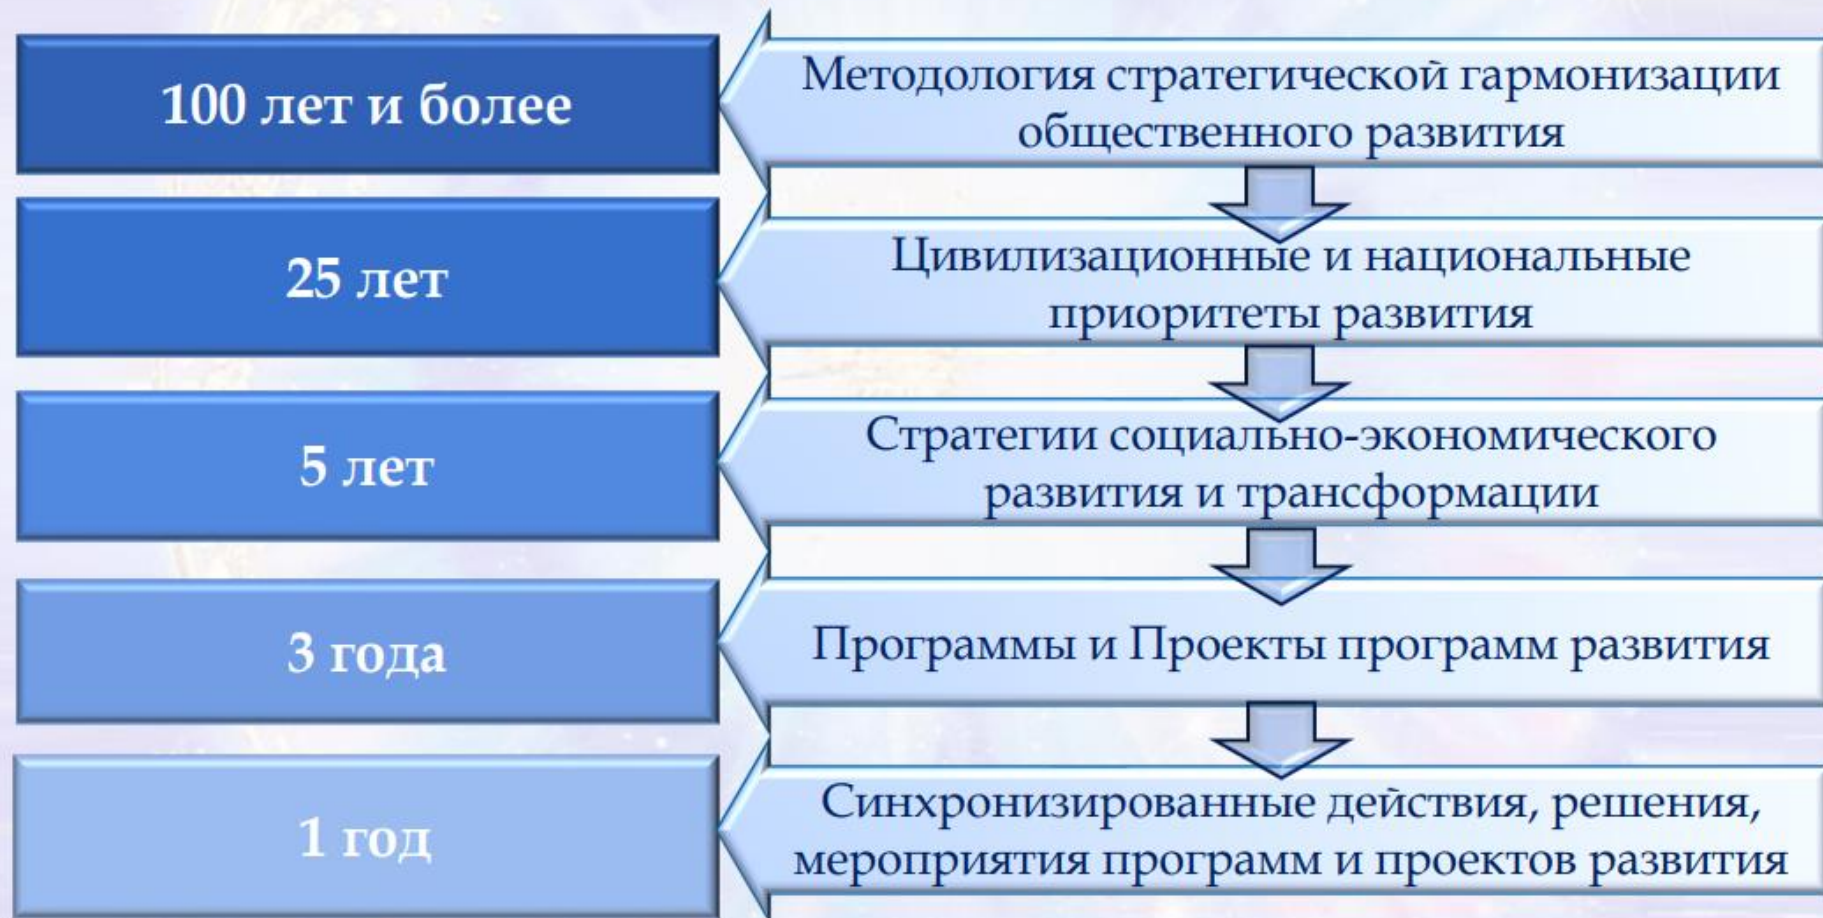 100 лет и более
Методология стратегической гармонизации
общественного развития
25 лет
Цивилизационные и национальные
приоритеты развития
5 лет
Стратегии социально-экономического
развития и трансформации
3 года
Программы и Проекты программ развития
1 год
Синхронизированные действия, решения,
мероприятия программ и проектов развития